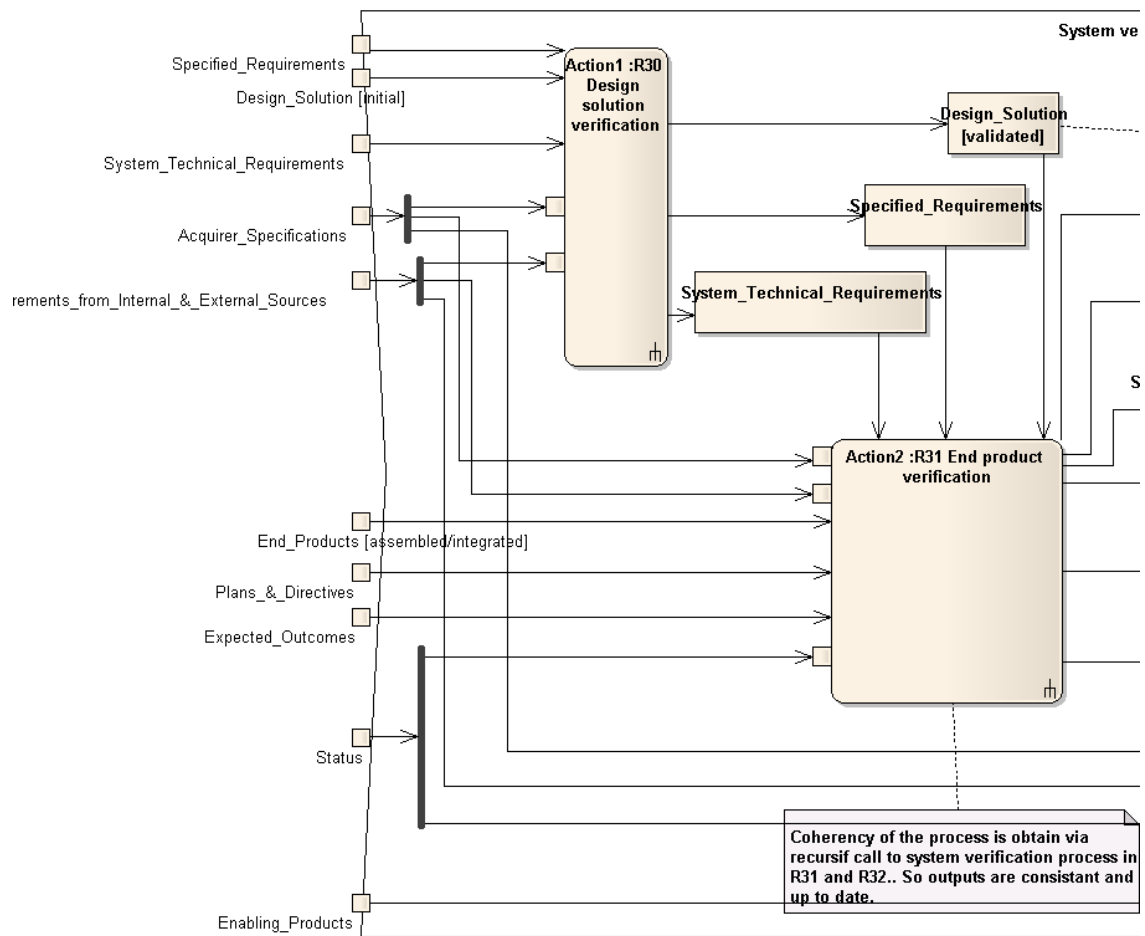 System ve
Specified_Requirements
Design_Solution [initial]
System_Technical_Requirements
Acquirer_Specifications
rements_from_Internal_&_External_Sources
Action1 :R30
Design
solution
verification
Design_Solution
[validated]
Specified_Requirements
System_Technical_Requirements
S
Action2 :R31 End product
verification
End_Products [assembled/integrated]
Plans_&_Directives
Expected_Outcomes
Status
Coherency of the process is obtain via
recursif call to system verification process in
R31 and R32.. So outputs are consistant and
up to date.
Enabling_Products